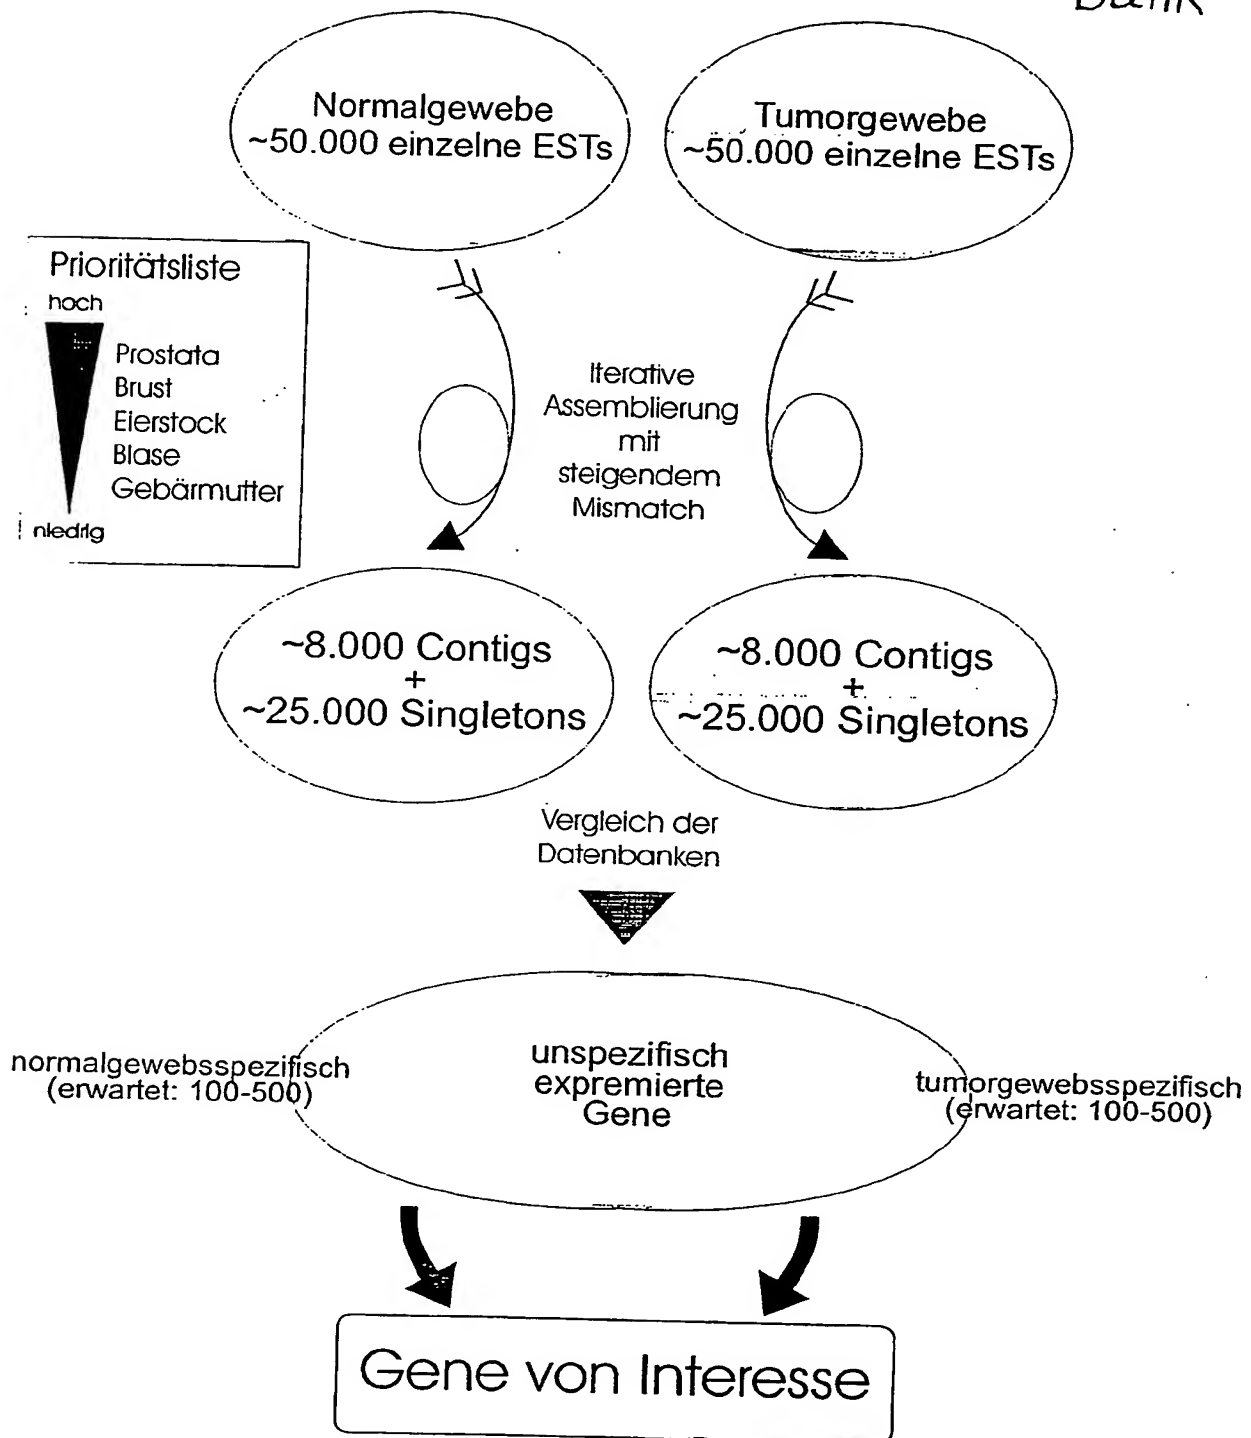 Normalgewebe
~50.000 einzelne ESTs
Tumorgewebe
~50.000 einzelne ESTs
Prioritätsliste
hoch
Prostata
Brust
Eierstock
Blase
Gebärmutter
niedrig
Iterative
Assemblierung
mit
steigendem
Mismatch
~8.000 Contigs
+
~25.000 Singletons
~8.000 Contigs
+
~25.000 Singletons
Vergleich der
Datenbanken
normalgewebsspezifisch
(erwartet: 100-500)
unspezifisch
expremierte
Gene
tumorgewebsspezifisch
(erwartet: 100-500)
Gene von Interesse